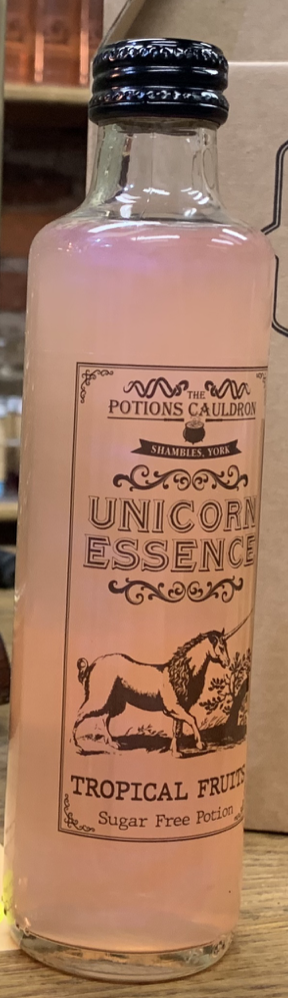 THE
POTIONS CAULDRON
SHAMBLES, YORK
UNICORN
ESSENCE
TROPICAL FRUITS
Sugar Free Potion